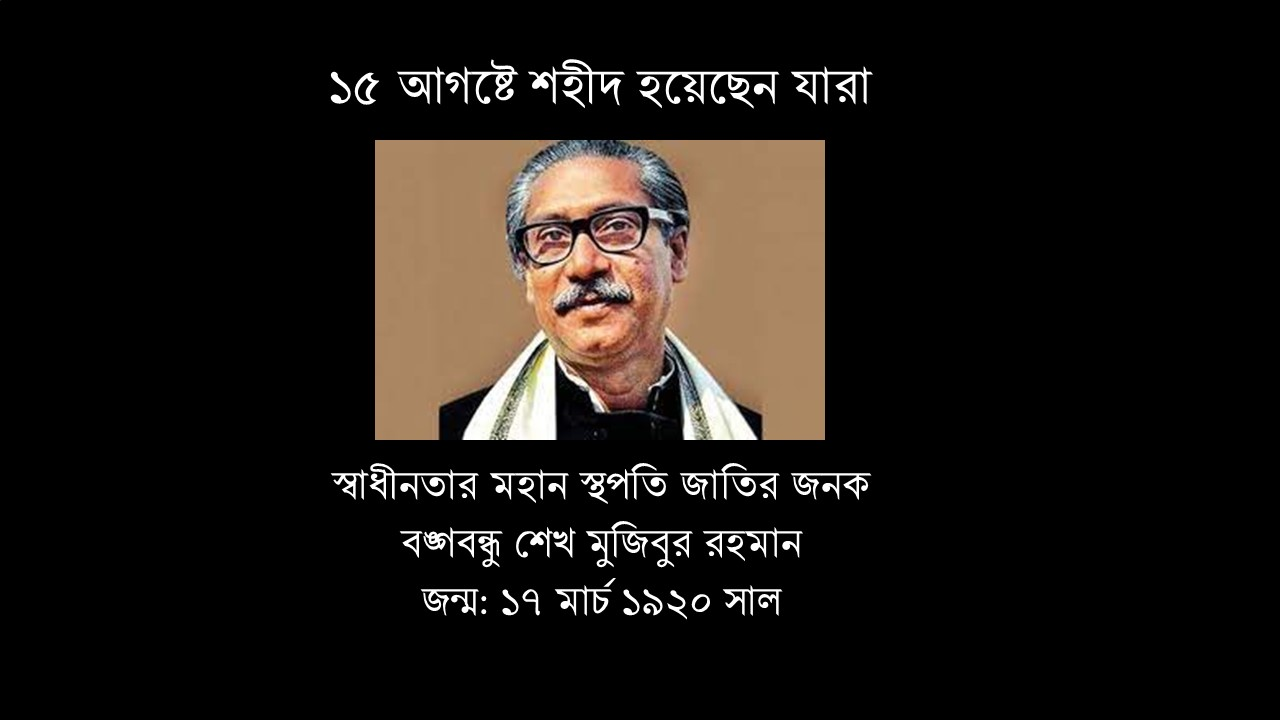 ১৫ আগষ্টে শহীদ হয়েছেন যারা
স্বাধীনতার মহান স্থপতি জাতির জনক
বঙ্গবন্ধু শেখ মুজিবুর রহমান
জন্ম: ১৭ মার্চ ১৯২০ সাল